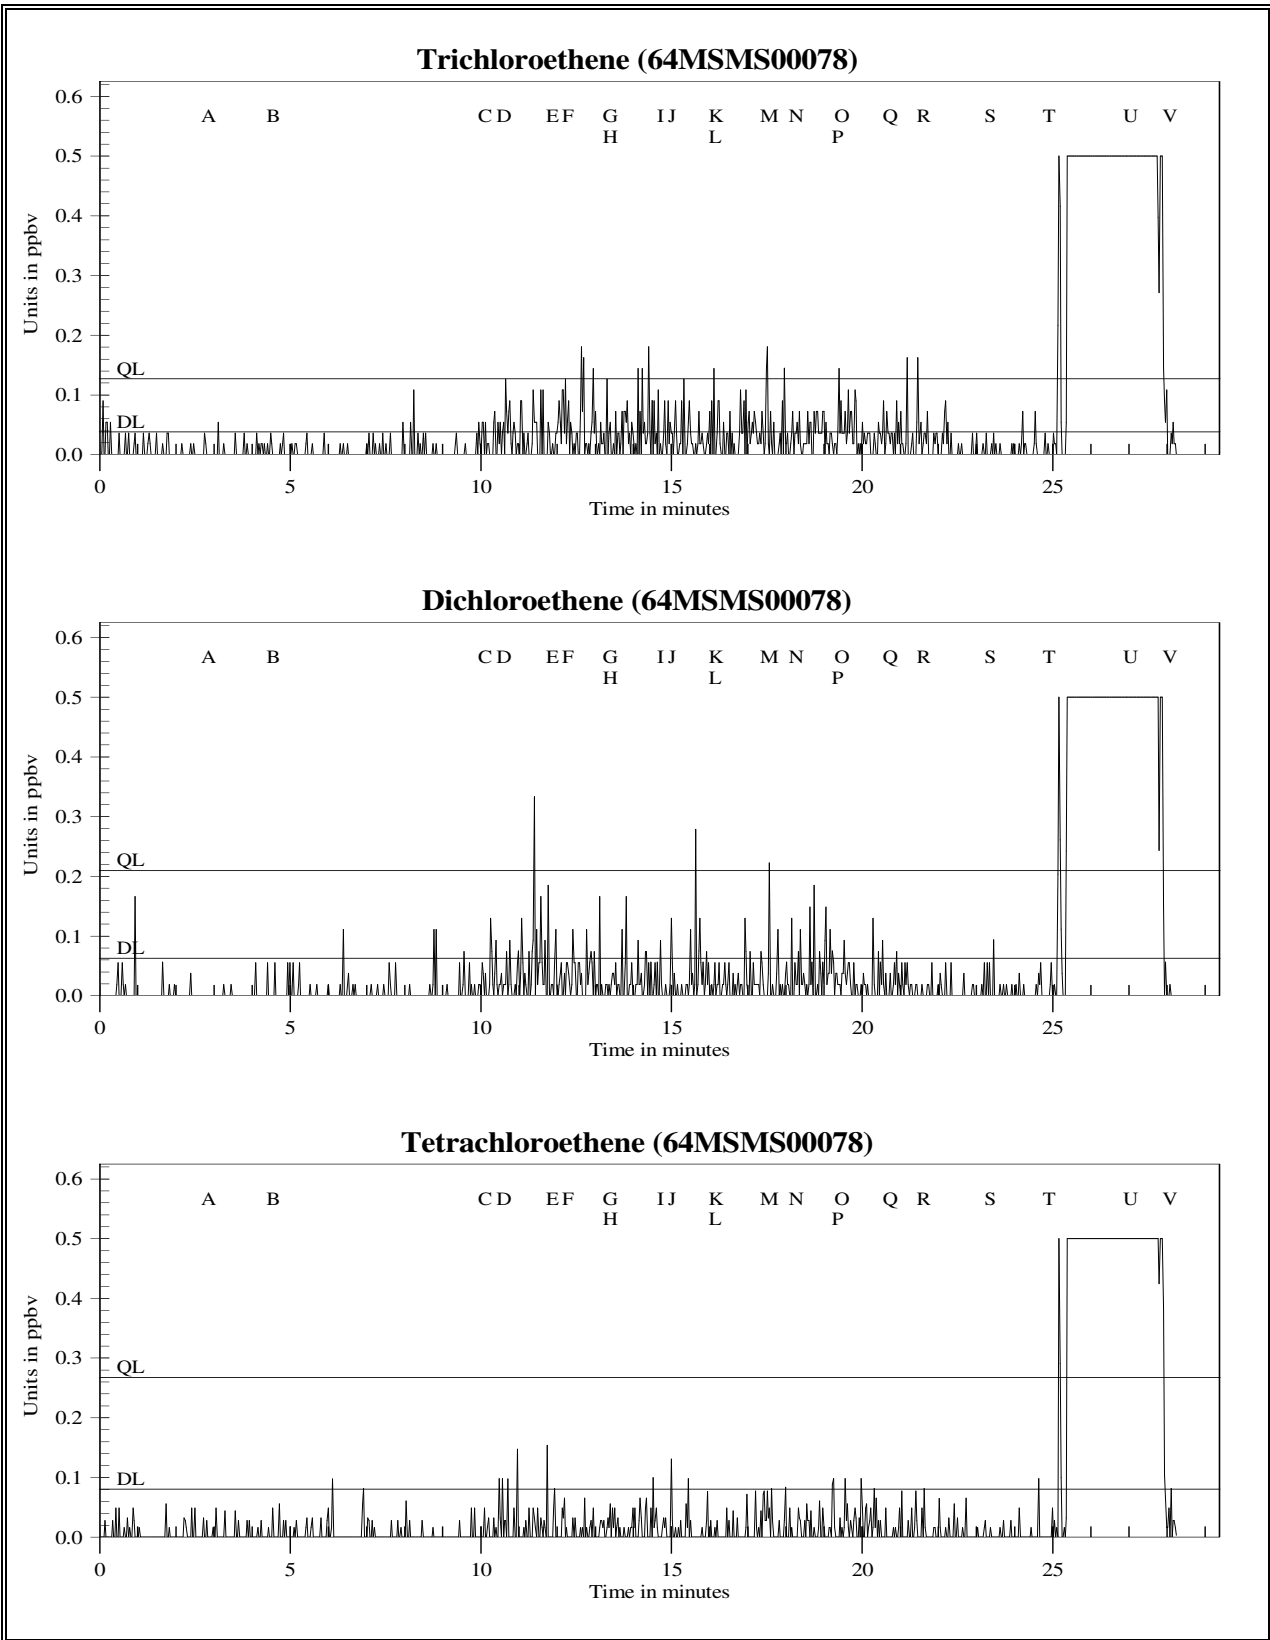 Trichloroethene (64MSMS00078)
0.6
A B C D E F G I J K M N O Q R S T U V
H L P
0.5
0.4
0.3
0.2
QL
0.1
DL
0.0
Units in ppbv
0 5 10 15 20 25
Time in minutes
Dichloroethene (64MSMS00078)
0.6
A B C D E F G I J K M N O Q R S T U V
H L P
0.5
0.4
0.3
QL
0.2
0.1
DL
0.0
Units in ppbv
0 5 10 15 20 25
Time in minutes
Tetrachloroethene (64MSMS00078)
0.6
A B C D E F G I J K M N O Q R S T U V
H L P
0.5
0.4
0.3
QL
0.2
0.1
DL
0.0
Units in ppbv
0 5 10 15 20 25
Time in minutes